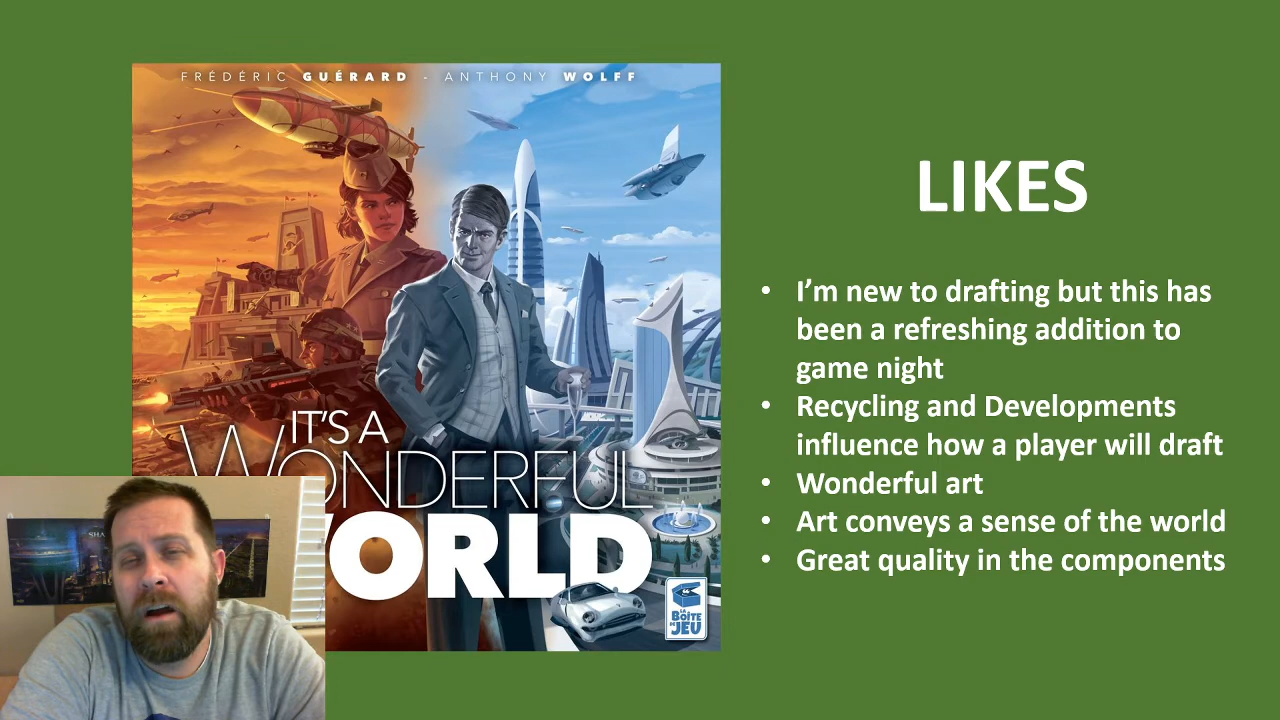 FRÉDÉRIC GUÉRARD - ANTHONY WOLFF
IT'S A
WONDERFUL
WORLD
LA
BOÎTE
DE JEU
SHA
LIKES
• I'm new to drafting but this has
been a refreshing addition to
game night
• Recycling and Developments
influence how a player will draft
• Wonderful art
• Art conveys a sense of the world
• Great quality in the components